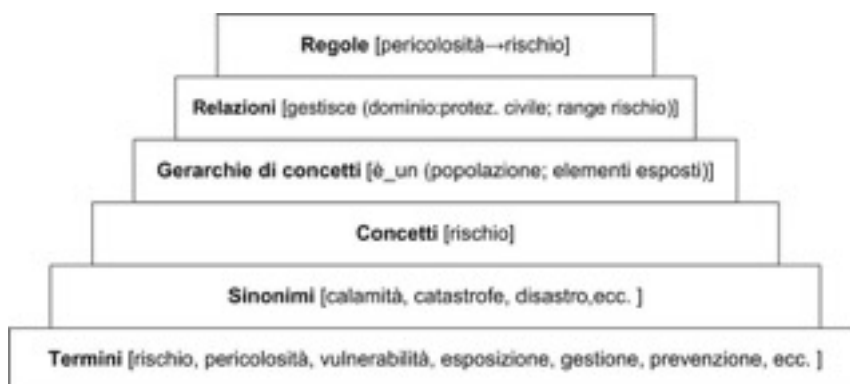 Regole [pericolosità→rischio]
Relazioni [gestisce (dominio:protez. civile; range rischio)]
Gerarchie di concetti [è_un (popolazione; elementi esposti)]
Concetti [rischio]
Sinonimi [calamità, catastrofe, disastro,ecc. ]
Termini [rischio, pericolosità, vulnerabilità, esposizione, gestione, prevenzione, ecc. ]